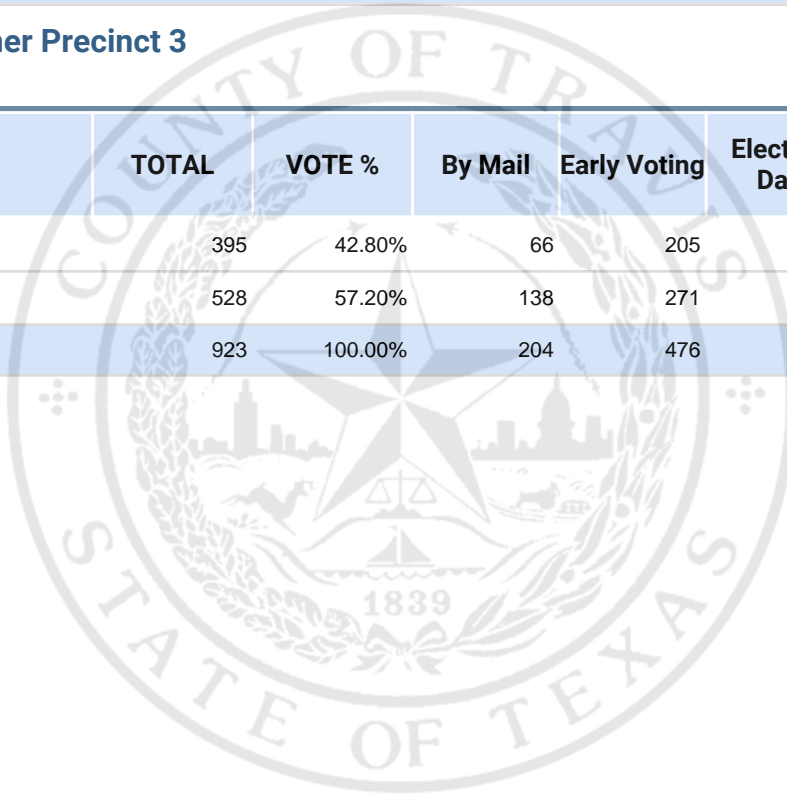 ner Precinct 3
TOTAL VOTE % By Mail Early Voting Elect
Da
395 42.80% 66 205
528 57.20% 138 271
923 100.00% 204 476
COUNTY OF TRAVIS
1839
STATE OF TEXAS